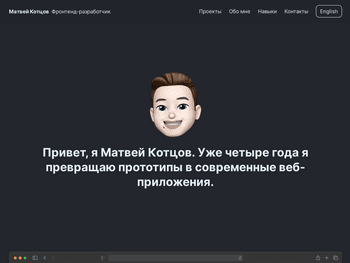 Матвей Котцов Фронтенд-разработчик
Проекты Обо мне Навыки Контакты English
Привет, я Матвей Котцов. Уже четыре года я
превращаю прототипы в современные веб-
приложения.